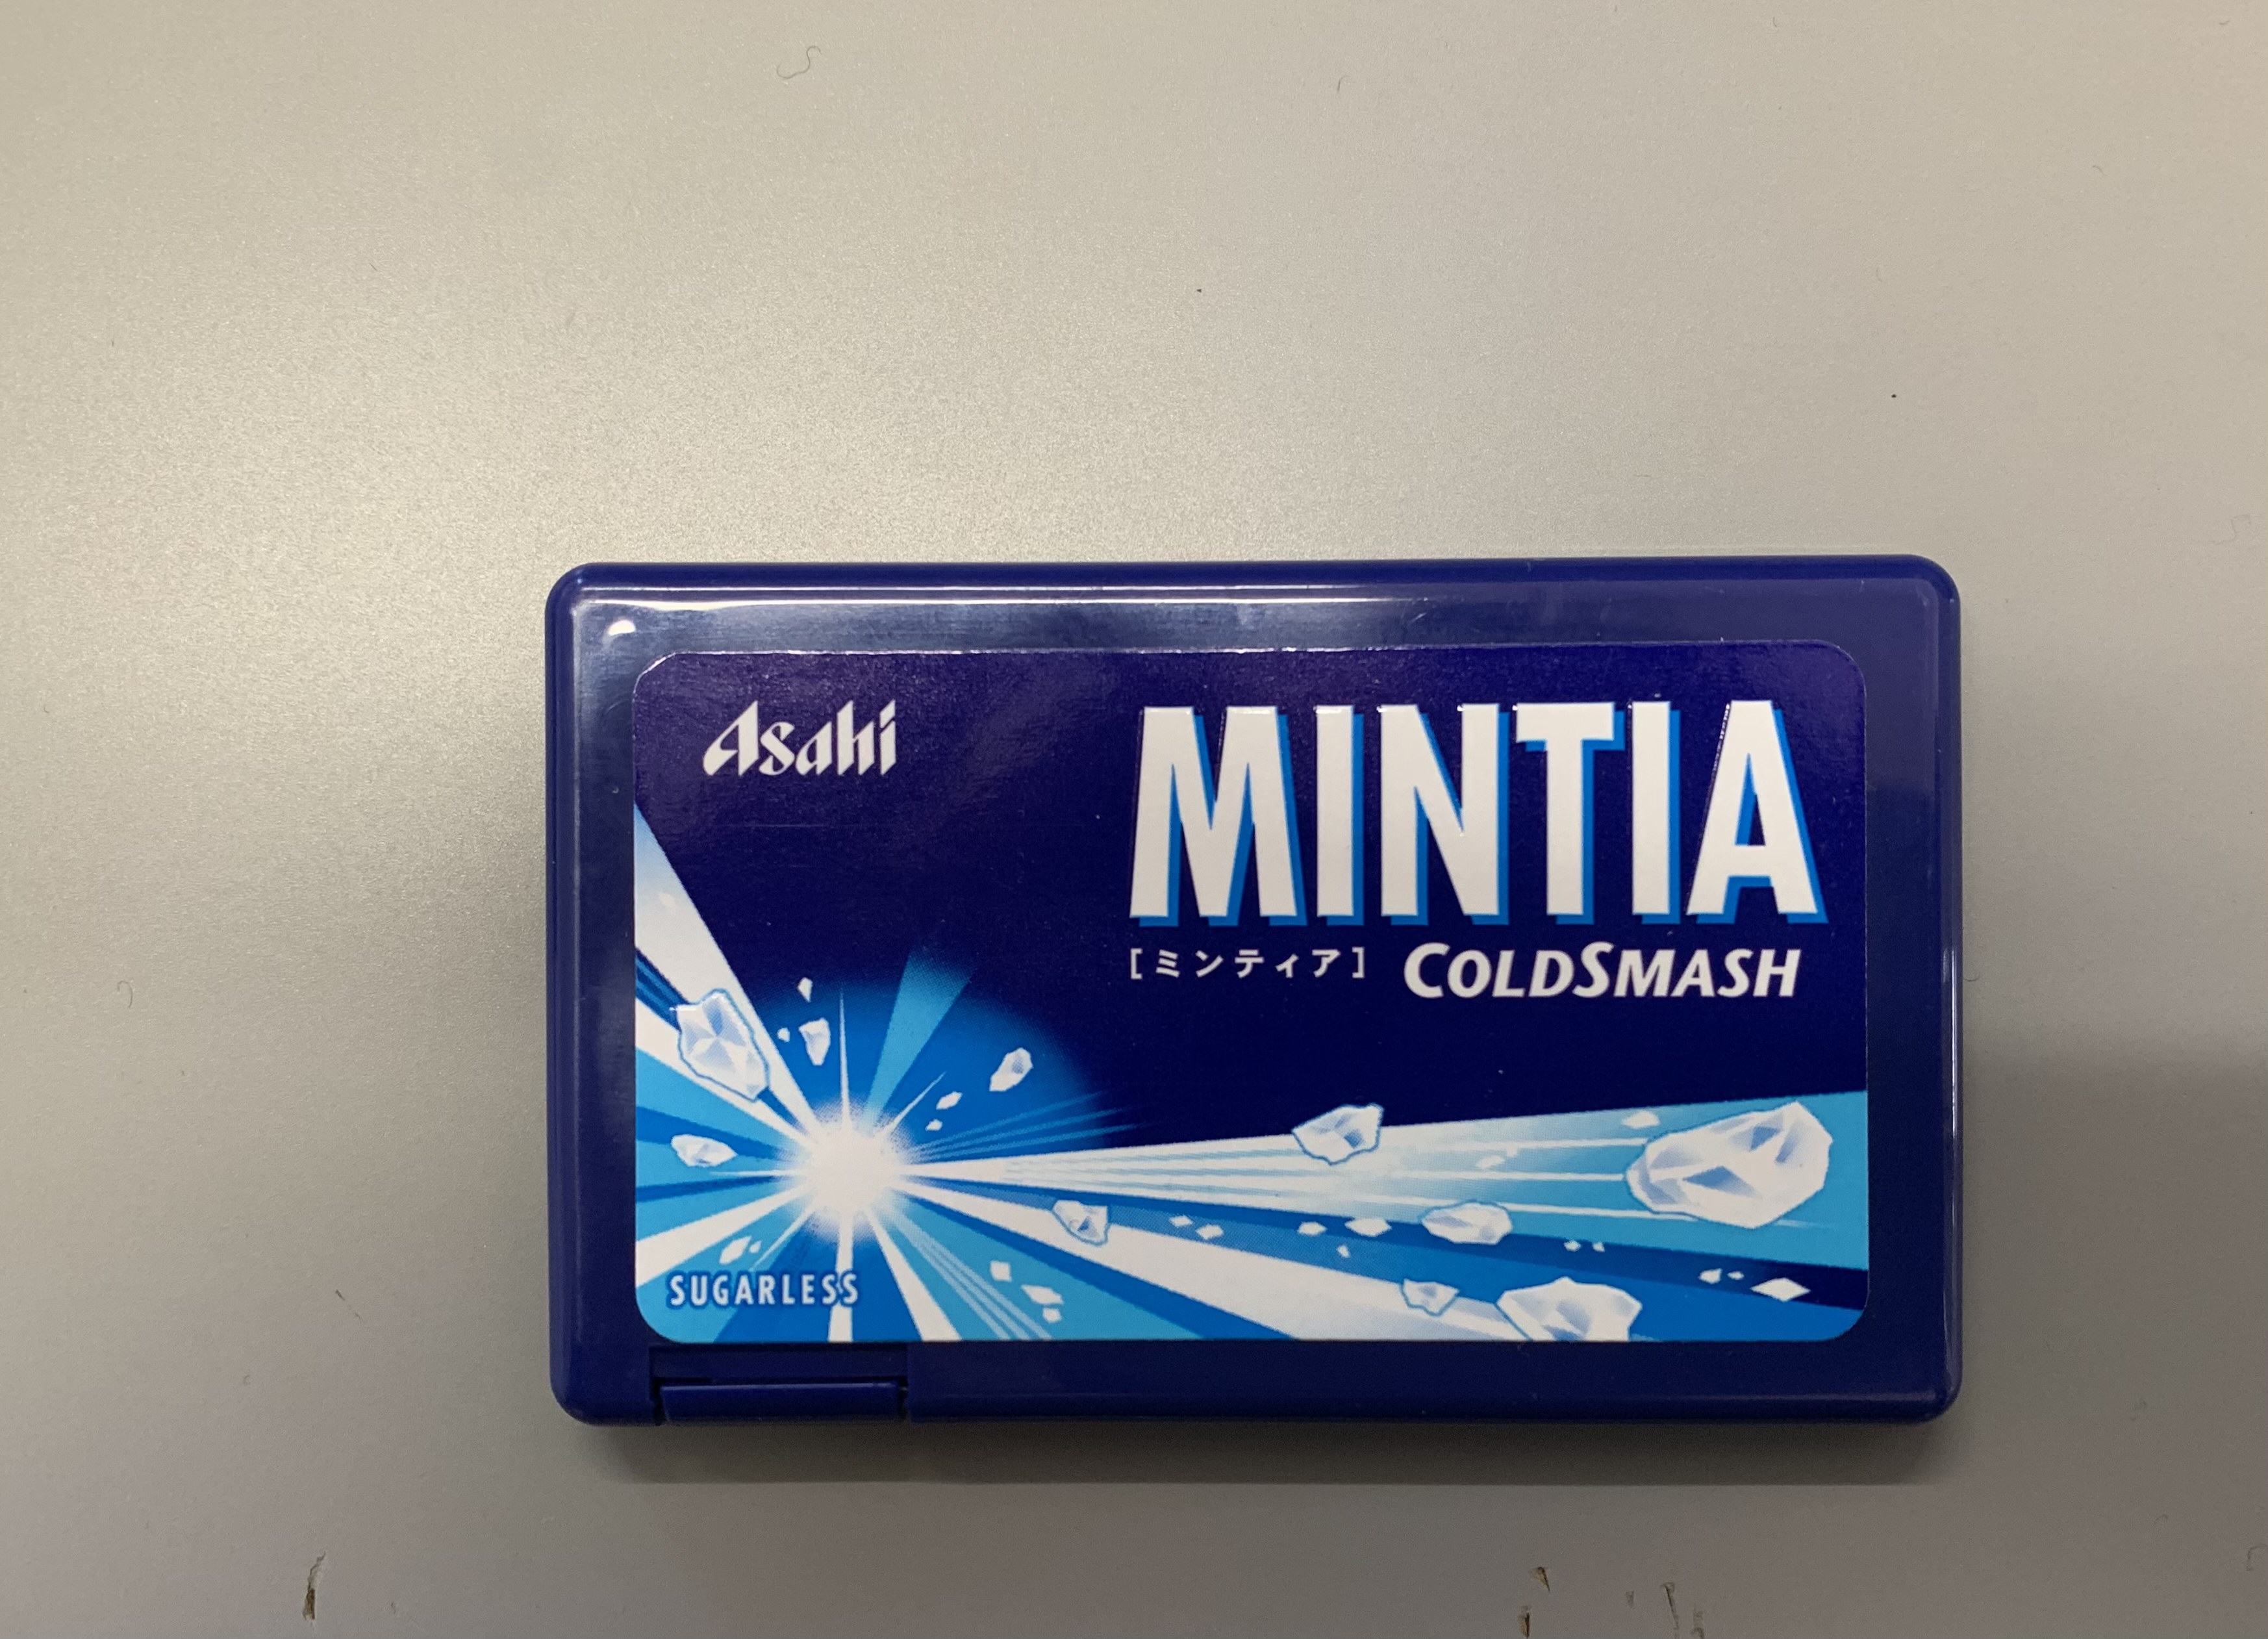 Asahi
MINTIA
[ミンティア] COLDSMASH
SUGARLESS